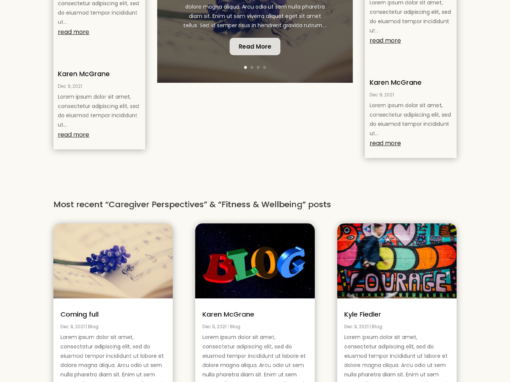 consectetur adipiscing elit, sed
do eiusmod tempor incididunt
ut...
read more
Karen McGrane
Dec 9, 2021
Lorem ipsum dolor sit amet,
consectetur adipiscing elit, sed
do eiusmod tempor incididunt
ut...
read more
dolore magna aliqua. Arcu odio ut sem nulla pharetra
diam sit. Enim ut sem viverra aliquet eget sit amet
tellus. Sed id semper risus in hendrerit gravida rutrum....
Read More
Lorem ipsum dolor sit amet,
consectetur adipiscing elit, sed
do eiusmod tempor incididunt
ut...
read more
Karen McGrane
Dec 9, 2021
Lorem ipsum dolor sit amet,
consectetur adipiscing elit, sed
do eiusmod tempor incididunt
ut...
read more
Most recent “Caregiver Perspectives” & “Fitness & Wellbeing” posts
BLOG
COURAGE
Coming full
Dec 9, 2021 | Blog
Lorem ipsum dolor sit amet,
consectetur adipiscing elit, sed do
eiusmod tempor incididunt ut labore et
dolore magna aliqua. Arcu odio ut sem
nulla pharetra diam sit. Enim ut sem
Karen McGrane
Dec 9, 2021 | Blog
Lorem ipsum dolor sit amet,
consectetur adipiscing elit, sed do
eiusmod tempor incididunt ut labore et
dolore magna aliqua. Arcu odio ut sem
nulla pharetra diam sit. Enim ut sem
Kyle Fiedler
Dec 9, 2021 | Blog
Lorem ipsum dolor sit amet,
consectetur adipiscing elit, sed do
eiusmod tempor incididunt ut labore et
dolore magna aliqua. Arcu odio ut sem
nulla pharetra diam sit. Enim ut sem